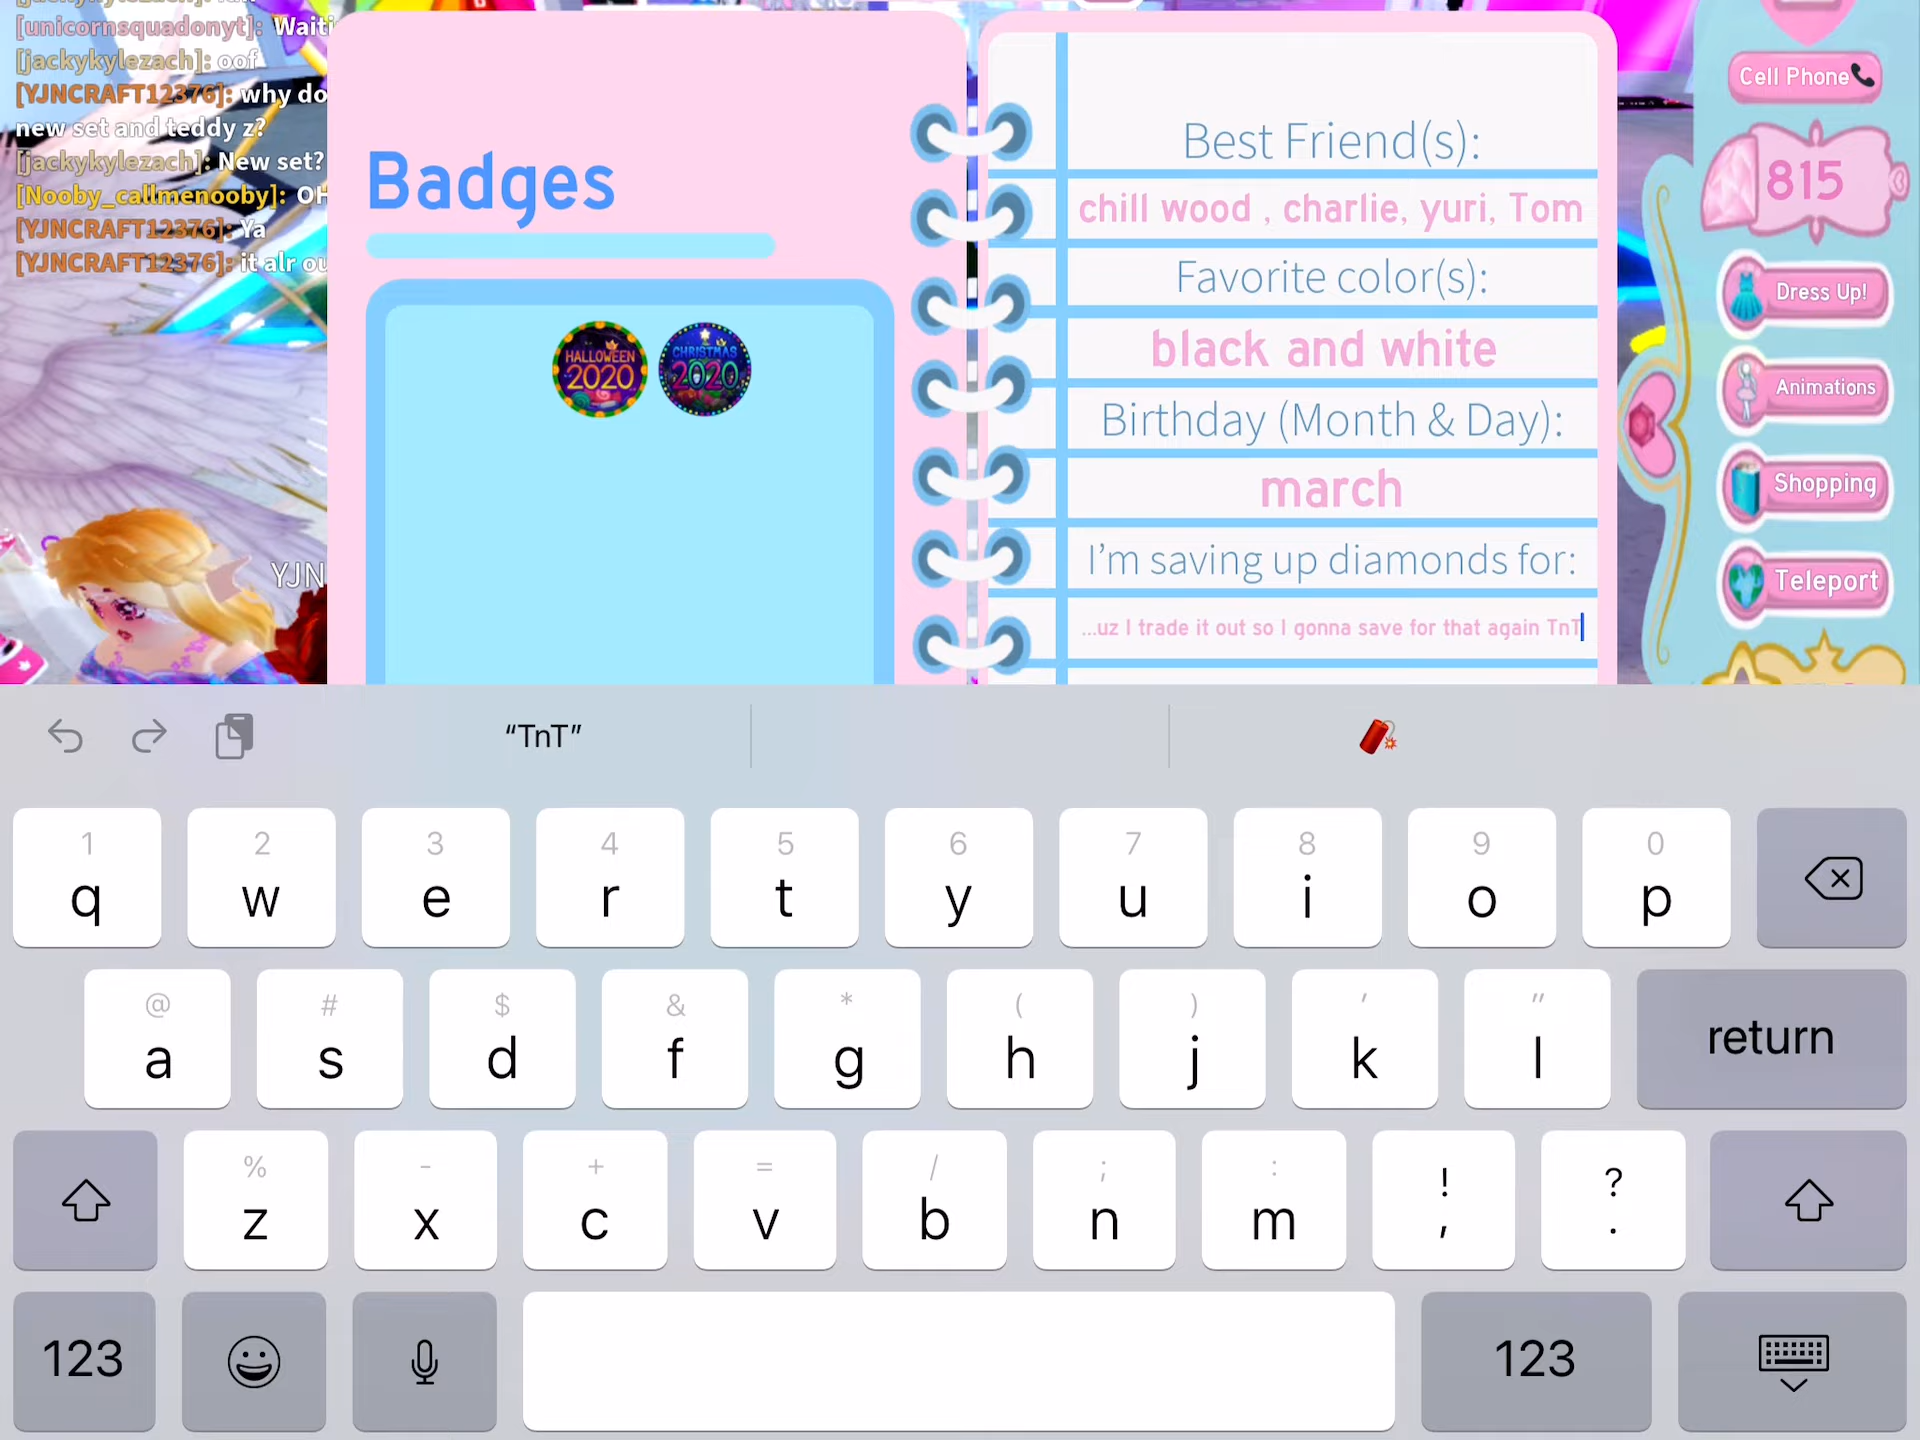 [unicornsquadonyt]: Waiti
[jackykylezach]: oof
[YJNCRAFT12376]: why do
new set and teddy z?
[jackykylezach]: New set?
[Nooby_callmenooby]: OH
[YJNCRAFT12376]: Ya
[YJNCRAFT12376]: it alr ou
YJN
Badges
HALLOWEEN
2020
CHRISTMAS
2020
Best Friend(s):
chill wood , charlie, yuri, Tom
Favorite color(s):
black and white
Birthday (Month & Day):
march
I'm saving up diamonds for:
...uz I trade it out so I gonna save for that again TnT
Cell Phone
815
Dress Up!
Animations
Shopping
Teleport
“TnT”
1 2 3 4 5 6 7 8 9 0
q w e r t y u i o p
@ # $ & * ( ) ' "
a s d f g h j k l return
% - + = / ; : ! ?
z x c v b n m , .
123 123